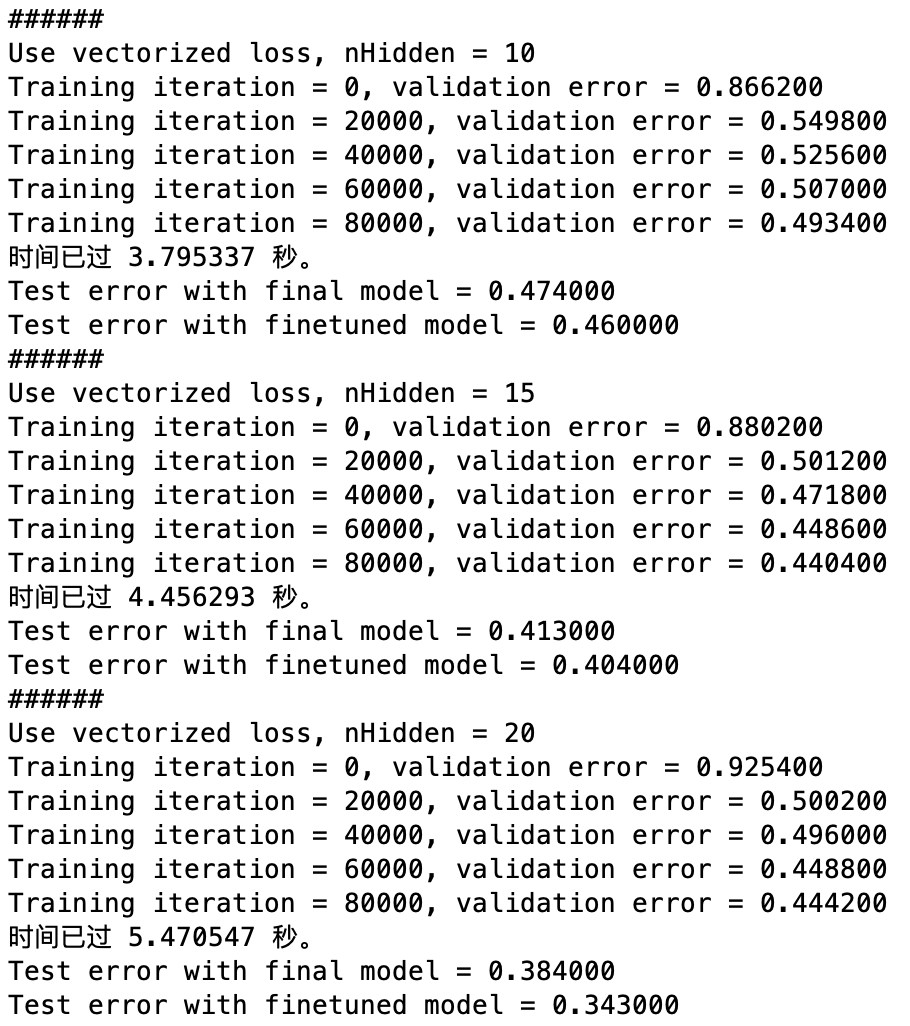 ######
Use vectorized loss, nHidden = 10
Training iteration = 0, validation error = 0.866200
Training iteration = 20000, validation error = 0.549800
Training iteration = 40000, validation error = 0.525600
Training iteration = 60000, validation error = 0.507000
Training iteration = 80000, validation error = 0.493400
时间已过 3.795337 秒。
Test error with final model = 0.474000
Test error with finetuned model = 0.460000
######
Use vectorized loss, nHidden = 15
Training iteration = 0, validation error = 0.880200
Training iteration = 20000, validation error = 0.501200
Training iteration = 40000, validation error = 0.471800
Training iteration = 60000, validation error = 0.448600
Training iteration = 80000, validation error = 0.440400
时间已过 4.456293 秒。
Test error with final model = 0.413000
Test error with finetuned model = 0.404000
######
Use vectorized loss, nHidden = 20
Training iteration = 0, validation error = 0.925400
Training iteration = 20000, validation error = 0.500200
Training iteration = 40000, validation error = 0.496000
Training iteration = 60000, validation error = 0.448800
Training iteration = 80000, validation error = 0.444200
时间已过 5.470547 秒。
Test error with final model = 0.384000
Test error with finetuned model = 0.343000